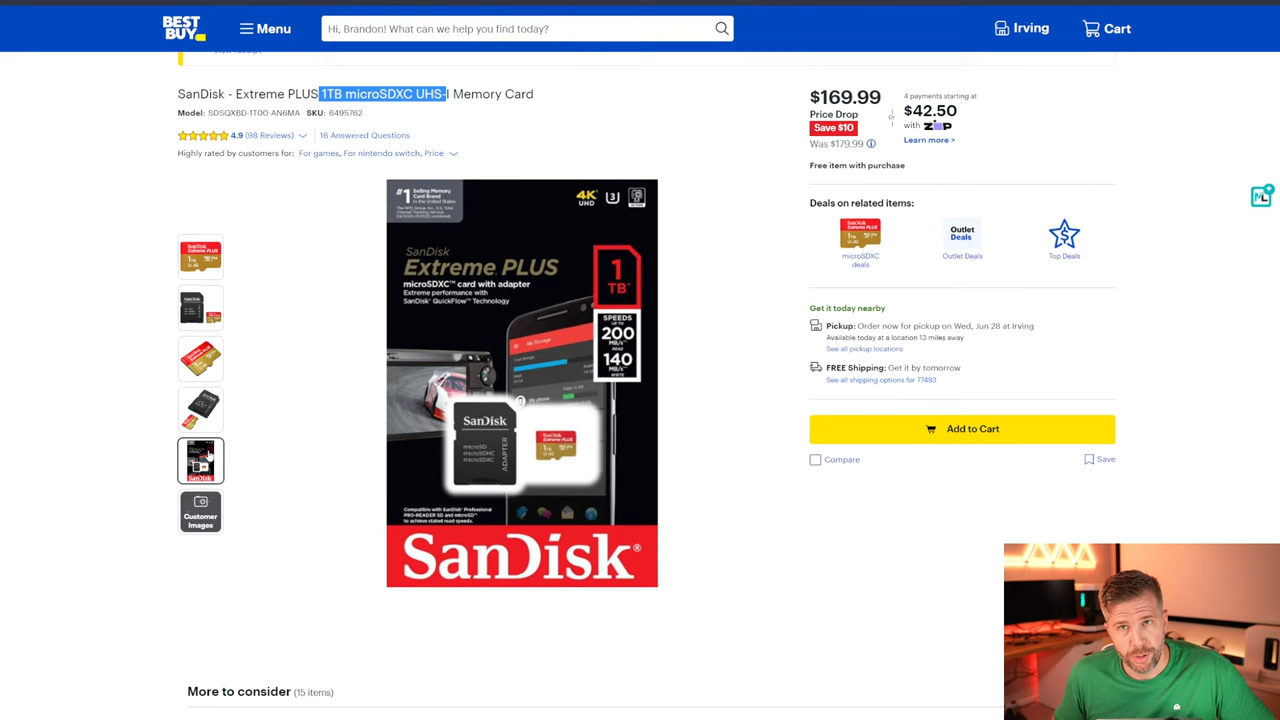 BEST BUY
Menu
Hi, Brandon! What can we help you find today?
Irving
Cart
SanDisk - Extreme PLUS 1TB microSDXC UHS-I Memory Card
Model: SDSQXBD-1T00-AN6MA SKU: 6495762
4.9 (98 Reviews)
16 Answered Questions
Highly rated by customers for: For games, For nintendo switch, Price
$169.99
Price Drop
Save $10
Was $179.99
Or
4 payments starting at
$42.50
with Zip
Learn more >
Free item with purchase
Deals on related items:
microSDXC deals
Outlet Deals
Outlet Deals
Top Deals
Get it today nearby
Pickup: Order now for pickup on Wed, Jun 28 at Irving
Available today at a location 13 miles away
See all pickup locations
FREE Shipping: Get it by tomorrow
See all shipping options for 77493
Add to Cart
Compare
Save
Customer Images
#1 Selling Memory Card Brand
in the United States.
4K UHD
3
SanDisk
Extreme PLUS
microSDXC™ card with adapter
Extreme performance with
SanDisk® QuickFlow™ Technology
1
TB*
SPEEDS
UP TO
200
MB/s
READ
140
MB/s
WRITE
SanDisk
microSD
microSDHC
microSDXC
ADAPTER
SanDisk
Extreme PLUS
1TB
Compatible with SanDisk® Professional
PRO-READER SD and microSD™
to achieve stated read speeds.
SanDisk®
More to consider (15 items)